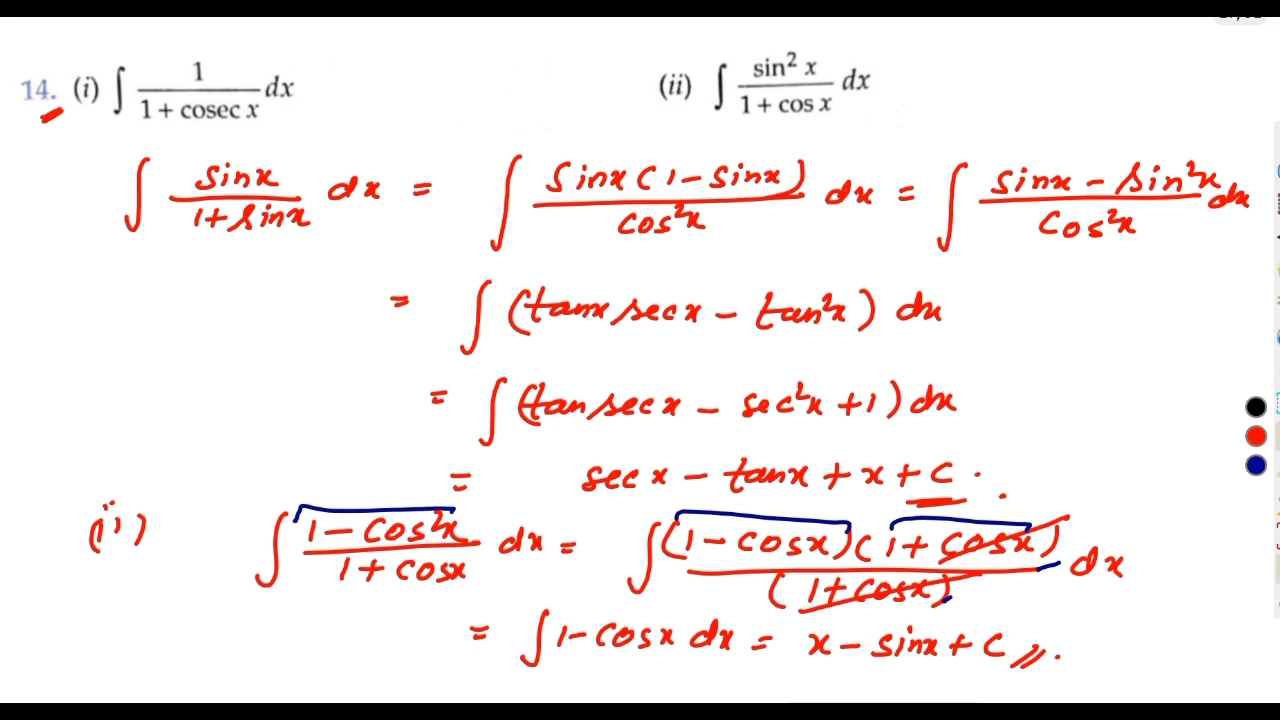 14. (i) ∫ 1/(1 + cosec x) dx (ii) ∫ sin² x/(1 + cos x) dx
∫ sinx/(1+sinx) dx = ∫ sinx(1-sinx)/cos²x dx = ∫ (sinx - sin²x)/cos²x dx
= ∫ (tanx secx - tan²x) dx
= ∫ (tan secx - sec²x + 1) dx
= secx - tanx + x + c.
(ii) ∫ (1 - cos²x)/(1 + cosx) dx = ∫ (1 - cosx)(1 + cosx)/(1+cosx) dx
= ∫ 1 - cosx dx = x - sinx + c //.